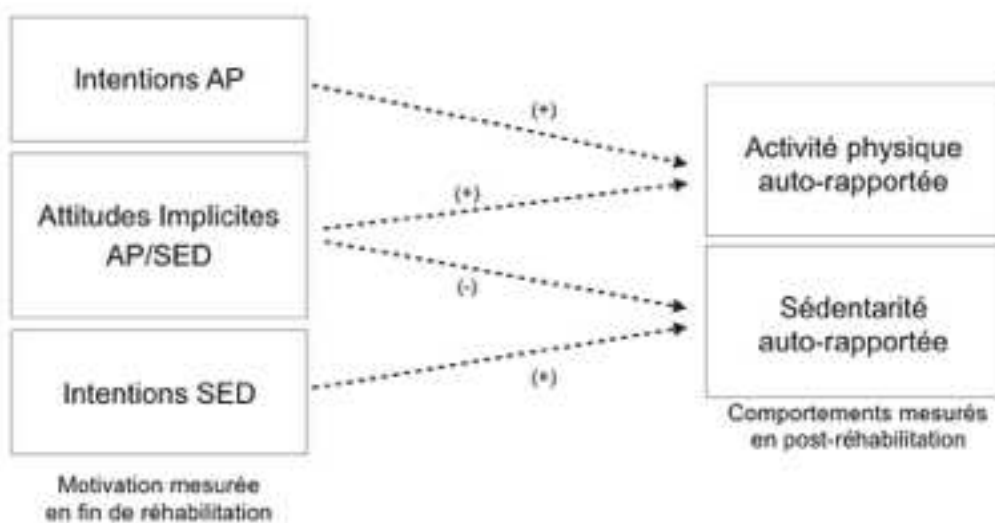 Intentions AP
Attitudes Implicites
AP/SED
Intentions SED
Motivation mesurée
en fin de réhabilitation
(+)
(+)
(-)
(+)
Activité physique
auto-rapportée
Sédentarité
auto-rapportée
Comportements mesurés
en post-réhabilitation